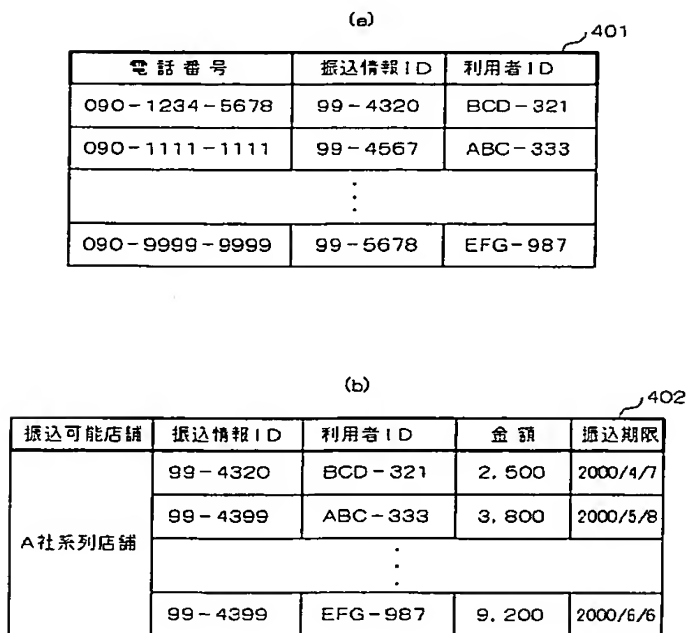 (a)
401
電話番号 振込情報ID 利用者ID
090-1234-5678 99-4320 BCD-321
090-1111-1111 99-4567 ABC-333
⋮
090-9999-9999 99-5678 EFG-987
(b)
402
振込可能店舗 振込情報ID 利用者ID 金額 振込期限
99-4320 BCD-321 2,500 2000/4/7
99-4399 ABC-333 3,800 2000/5/8
A社系列店舗
⋮
99-4399 EFG-987 9.200 2000/6/6